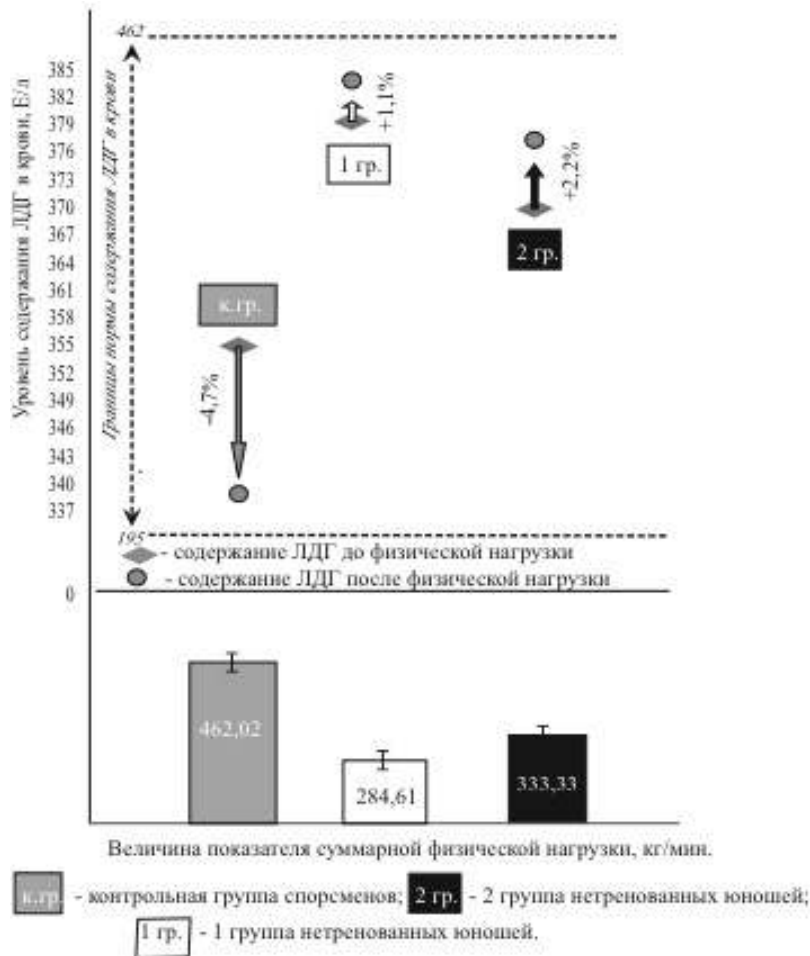 Уровень содержания ЛДГ в крови, Е/л
462
385
382
379
376
373
370
367
364
361
358
355
352
349
346
343
340
337
195
0
Границы нормы содержания ЛДГ в крови
к.гр.
-4,7%
+1,1%
1 гр.
+2,2%
2 гр.
- содержание ЛДГ до физической нагрузки
- содержание ЛДГ после физической нагрузки
462,02
284,61
333,33
Величина показателя суммарной физической нагрузки, кг/мин.
к.гр. - контрольная группа спорсменов; 2 гр. - 2 группа нетренованных юношей;
1 гр. - 1 группа нетренованных юношей.